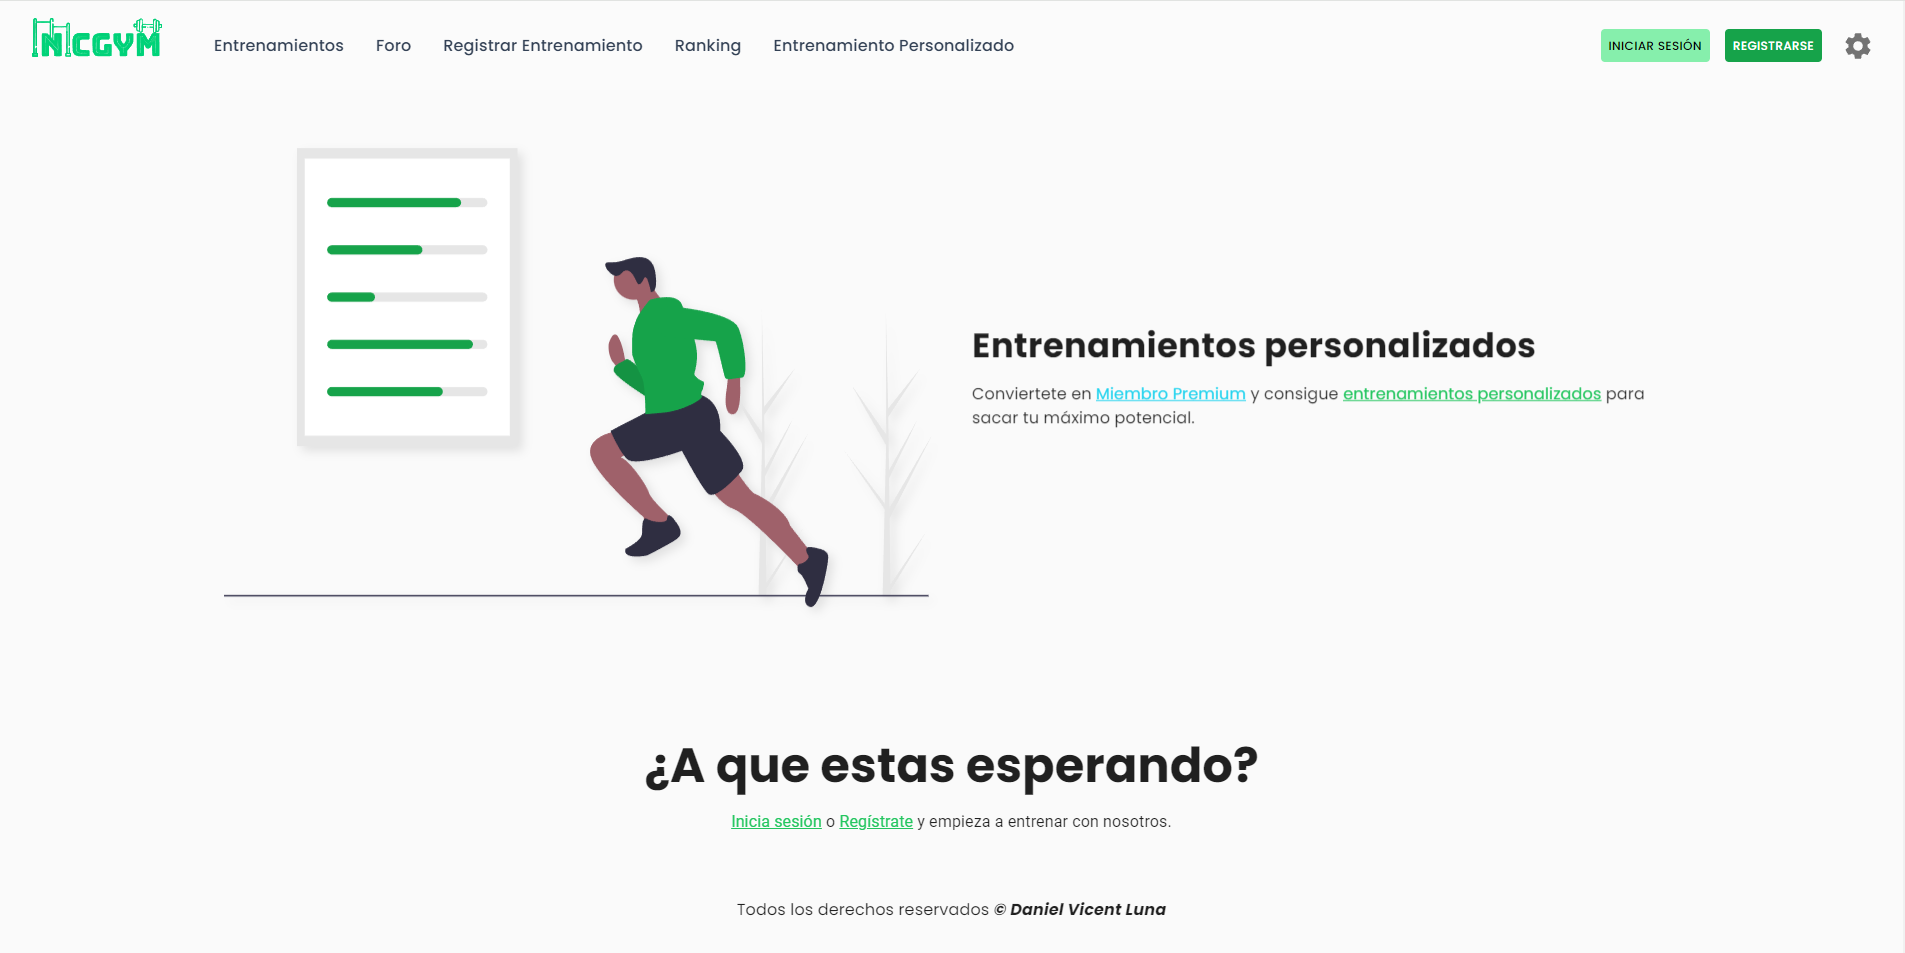 INICGYM
Entrenamientos Foro Registrar Entrenamiento Ranking Entrenamiento Personalizado
INICIAR SESIÓN REGISTRARSE
Entrenamientos personalizados
Conviertete en Miembro Premium y consigue entrenamientos personalizados para
sacar tu máximo potencial.
¿A que estas esperando?
Inicia sesión o Regístrate y empieza a entrenar con nosotros.
Todos los derechos reservados © Daniel Vicent Luna